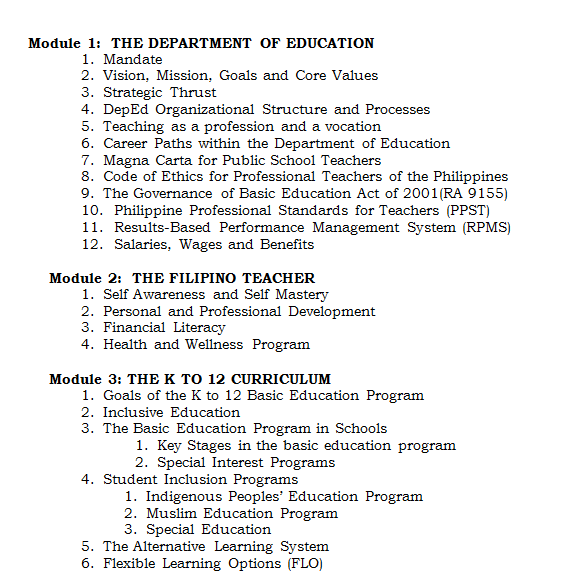 Module 1: THE DEPARTMENT OF EDUCATION
1. Mandate
2. Vision, Mission, Goals and Core Values
3. Strategic Thrust
4. DepEd Organizational Structure and Processes
5. Teaching as a profession and a vocation
6. Career Paths within the Department of Education
7. Magna Carta for Public School Teachers
8. Code of Ethics for Professional Teachers of the Philippines
9. The Governance of Basic Education Act of 2001(RA 9155)
10. Philippine Professional Standards for Teachers (PPST)
11. Results-Based Performance Management System (RPMS)
12. Salaries, Wages and Benefits
Module 2: THE FILIPINO TEACHER
1. Self Awareness and Self Mastery
2. Personal and Professional Development
3. Financial Literacy
4. Health and Wellness Program
Module 3: THE K TO 12 CURRICULUM
1. Goals of the K to 12 Basic Education Program
2. Inclusive Education
3. The Basic Education Program in Schools
1. Key Stages in the basic education program
2. Special Interest Programs
4. Student Inclusion Programs
1. Indigenous Peoples' Education Program
2. Muslim Education Program
3. Special Education
5. The Alternative Learning System
6. Flexible Learning Options (FLO)